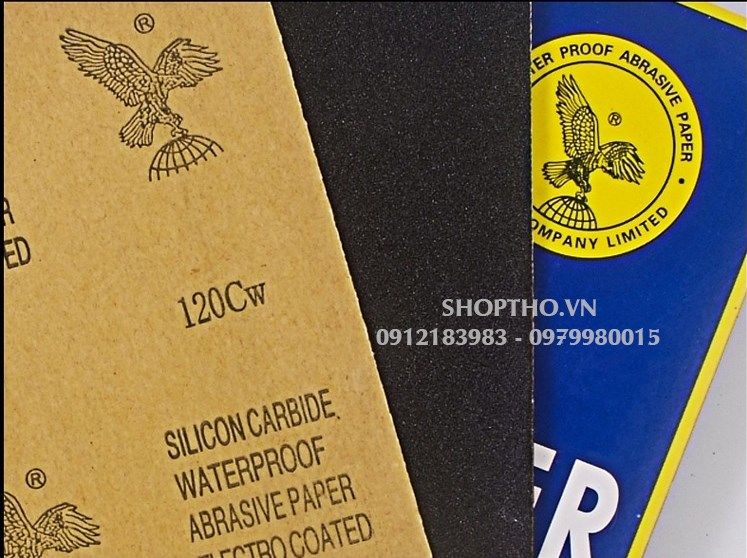 ®
120Cw
SILICON CARBIDE,
WATERPROOF
ABRASIVE PAPER
ELECTRO COATED
®
ED
PROOF ABRASIVE PAPER
®
COMPANY LIMITED
SHOPTHO.VN
0912183983 - 0979980015
ER